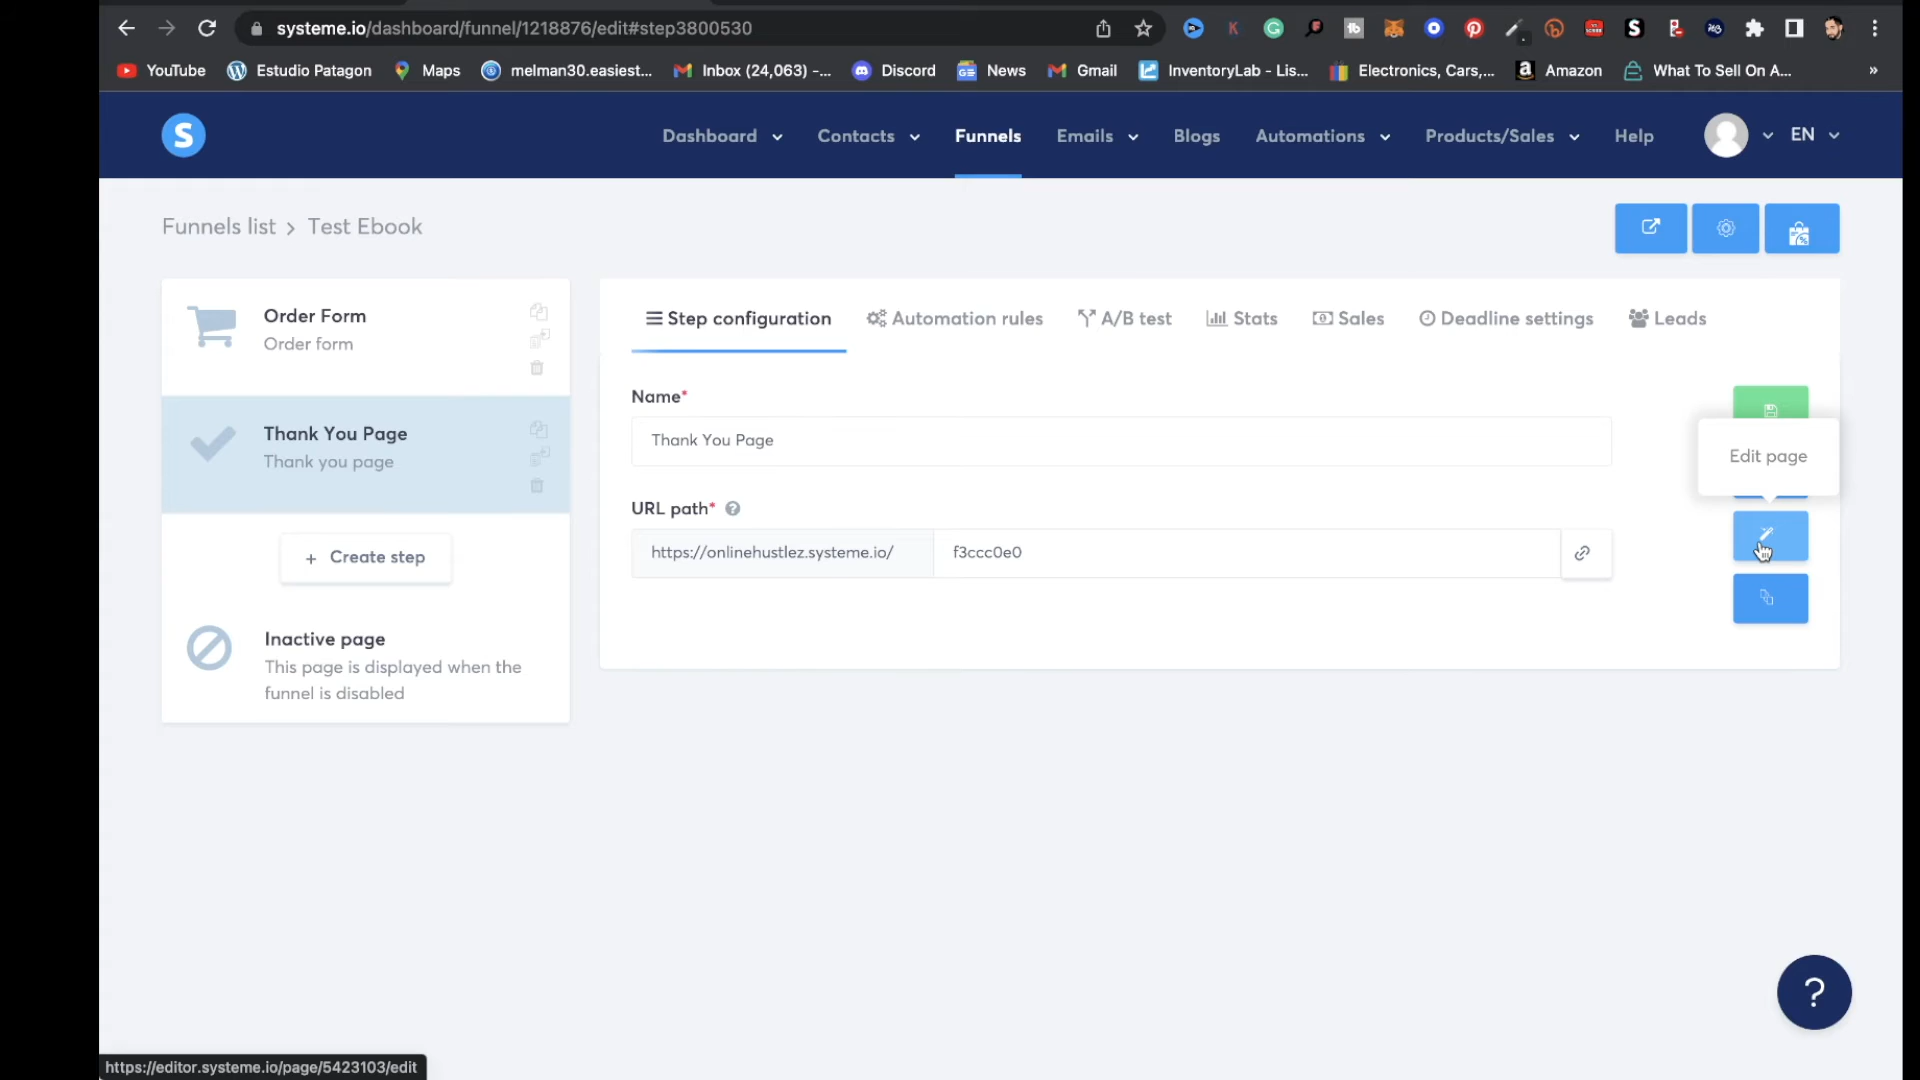 systeme.io/dashboard/funnel/1218876/edit#step3800530
YouTube Estudio Patagon Maps melman30.easiest... Inbox (24,063) -... Discord News Gmail InventoryLab - Lis... Electronics, Cars,... Amazon What To Sell On A... »
S Dashboard Contacts Funnels Emails Blogs Automations Products/Sales Help EN
Funnels list > Test Ebook
Order Form
Order form
Thank You Page
Thank you page
+ Create step
Inactive page
This page is displayed when the
funnel is disabled
Step configuration Automation rules A/B test Stats Sales Deadline settings Leads
Name*
Thank You Page
Edit page
URL path* ?
https://onlinehustlez.systeme.io/ f3ccc0e0
?
https://editor.systeme.io/page/5423103/edit